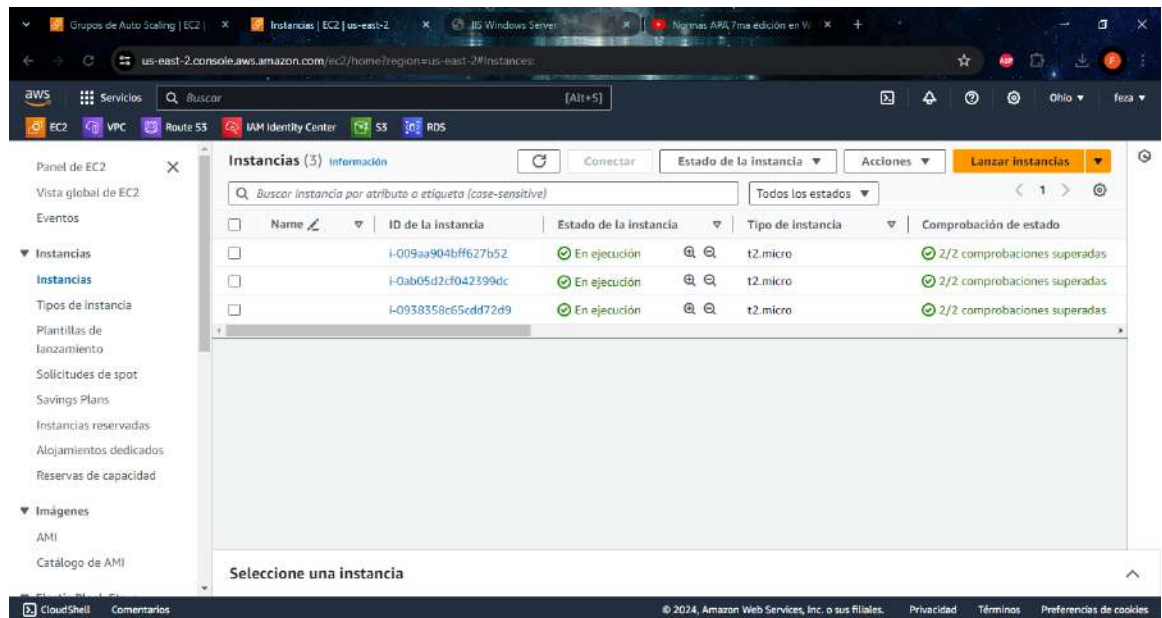 Grupos de Auto Scaling | EC2 |
Instancias | EC2 | us-east-2
IIS Windows Server
Normas APA 7ma edición en W
us-east-2.console.aws.amazon.com/ec2/home?region=us-east-2#Instances:
aws
Servicios
Buscar
[Alt+S]
Ohio
feza
EC2
VPC
Route 53
IAM Identity Center
S3
RDS
Panel de EC2
Vista global de EC2
Eventos
Instancias
Instancias
Tipos de instancia
Plantillas de
lanzamiento
Solicitudes de spot
Savings Plans
Instancias reservadas
Alojamientos dedicados
Reservas de capacidad
Imágenes
AMI
Catálogo de AMI
Instancias (3) Información
Conectar
Estado de la instancia
Acciones
Lanzar instancias
Buscar Instancia por atributo o etiqueta (case-sensitive)
Todos los estados
1
Name ID de la instancia Estado de la instancia Tipo de instancia Comprobación de estado
i-009aa904bff627b52 En ejecución t2.micro 2/2 comprobaciones superadas
i-0ab05d2cf042399dc En ejecución t2.micro 2/2 comprobaciones superadas
i-0938358c65cdd72d9 En ejecución t2.micro 2/2 comprobaciones superadas
Seleccione una instancia
CloudShell Comentarios © 2024, Amazon Web Services, Inc. o sus filiales. Privacidad Términos Preferencias de cookies